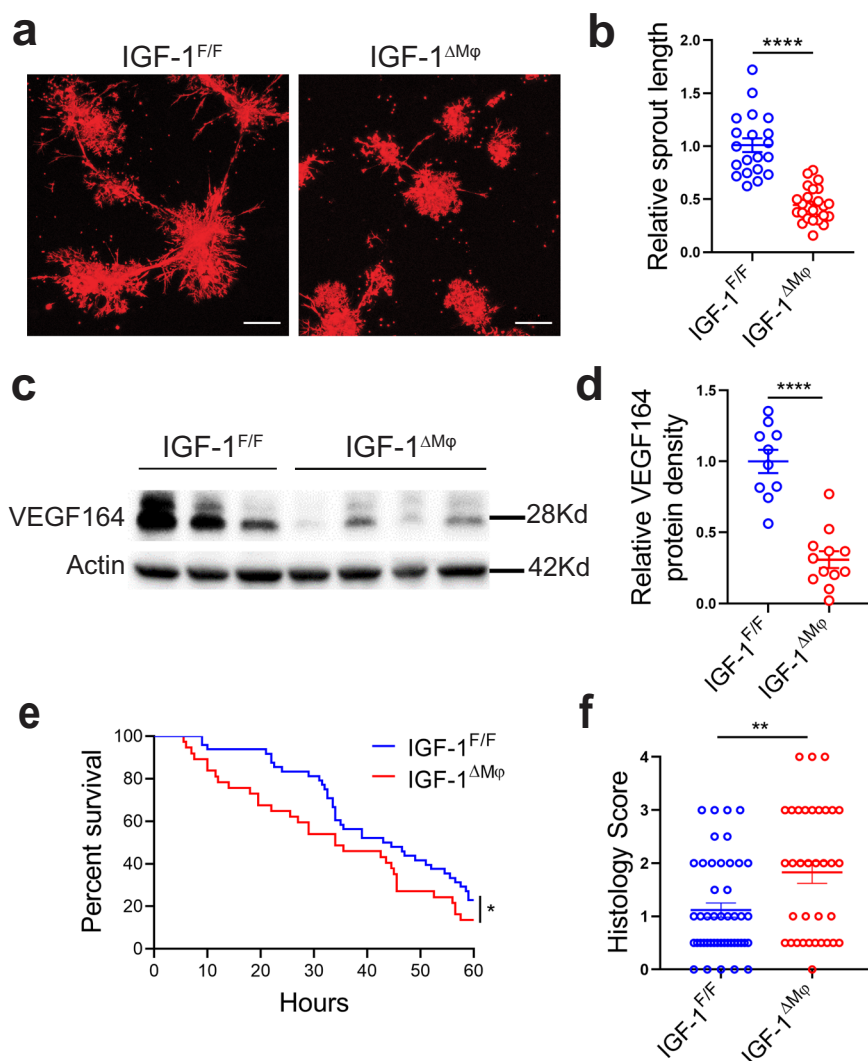 a
IGF-1F/F
IGF-1ΔMφ
b
Relative sprout length
2.0
1.5
1.0
0.5
0.0
****
IGF-1F/F
IGF-1ΔMφ
c
IGF-1F/F
IGF-1ΔMφ
VEGF164
28Kd
Actin
42Kd
d
Relative VEGF164
protein density
1.5
1.0
0.5
0.0
****
IGF-1F/F
IGF-1ΔMφ
e
Percent survival
100
80
60
40
20
0
IGF-1F/F
IGF-1ΔMφ
*
0 10 20 30 40 50 60
Hours
f
Histology Score
4
3
2
1
0
**
IGF-1F/F
IGF-1ΔMφ